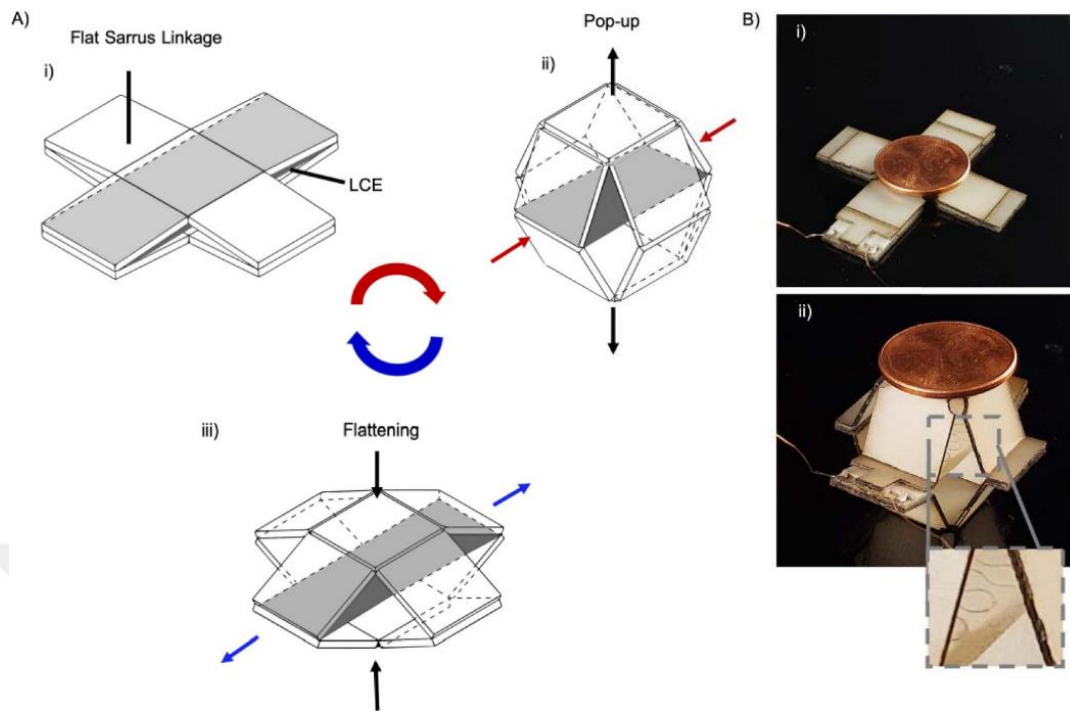 A)
B)
Pop-up
i)
Flat Sarrus Linkage
i)
ii)
LCE
ii)
iii)
Flattening